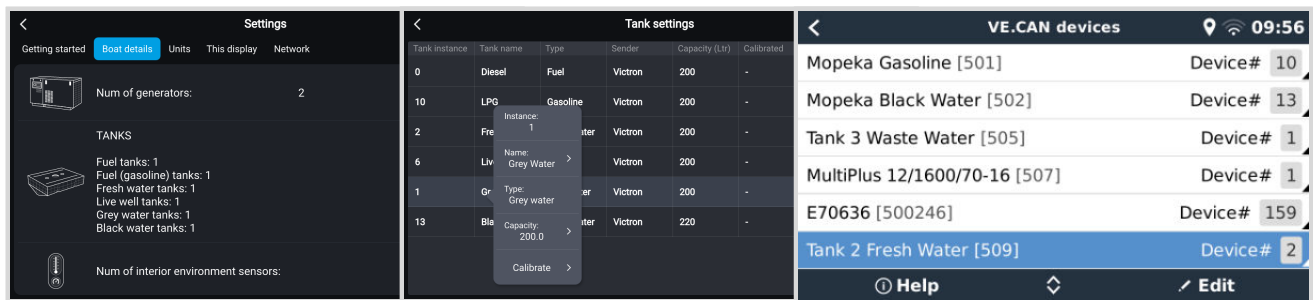 Settings
Getting started Boat details Units This display Network
Num of generators: 2
TANKS
Fuel tanks: 1
Fuel (gasoline) tanks: 1
Fresh water tanks: 1
Live well tanks: 1
Grey water tanks: 1
Black water tanks: 1
Num of interior environment sensors:
Tank settings
Tank instance Tank name Type Sender Capacity (Ltr) Calibrated
0 Diesel Fuel Victron 200 -
10 LPG Gasoline Victron 200 -
2 Fre ter Victron 200 -
6 Liv Victron 200 -
1 Gr er Victron 200 -
13 Bla ter Victron 220 -
Instance:
1
Name:
Grey Water
Type:
Grey water
Capacity:
200.0
Calibrate
VE.CAN devices 09:56
Mopeka Gasoline [501] Device# 10
Mopeka Black Water [502] Device# 13
Tank 3 Waste Water [505] Device# 1
MultiPlus 12/1600/70-16 [507] Device# 1
E70636 [500246] Device# 159
Tank 2 Fresh Water [509] Device# 2
Help Edit